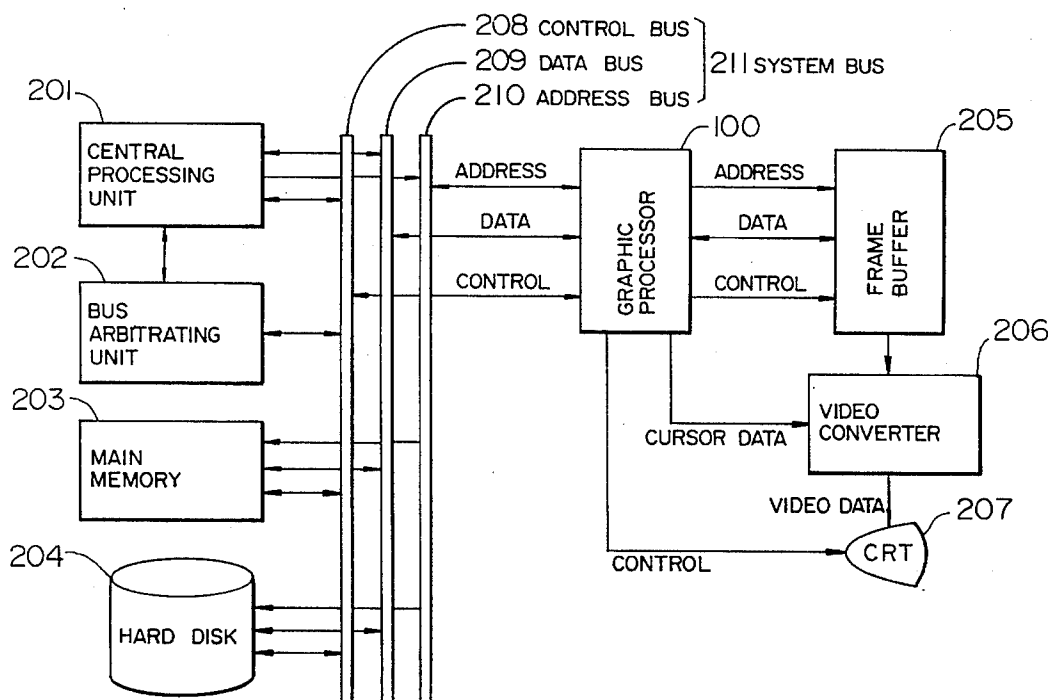 208 CONTROL BUS
209 DATA BUS
210 ADDRESS BUS
211 SYSTEM BUS
201
CENTRAL
PROCESSING
UNIT
202
BUS
ARBITRATING
UNIT
203
MAIN
MEMORY
204
HARD DISK
ADDRESS
DATA
CONTROL
100
GRAPHIC
PROCESSOR
ADDRESS
DATA
CONTROL
205
FRAME
BUFFER
206
VIDEO
CONVERTER
CURSOR DATA
VIDEO DATA
207
CRT
CONTROL